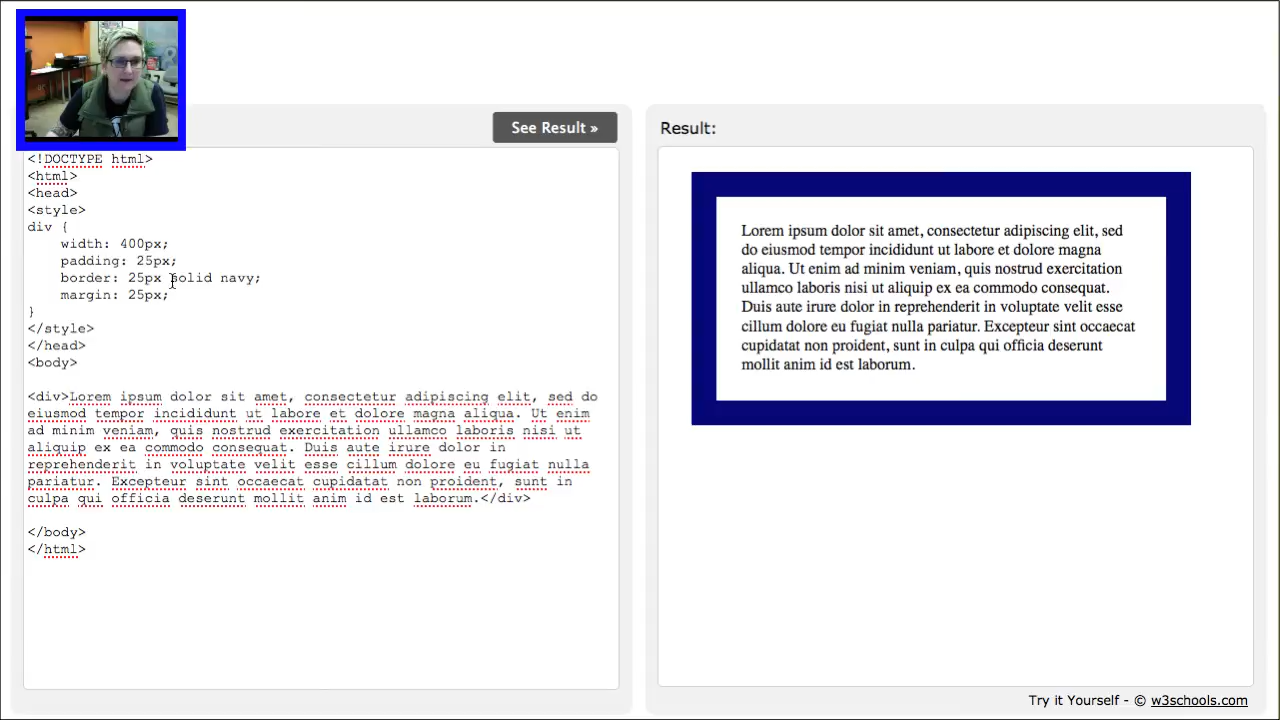 See Result »
Result:
<!DOCTYPE html>
<html>
<head>
<style>
div {
width: 400px;
padding: 25px;
border: 25px solid navy;
margin: 25px;
}
</style>
</head>
<body>
<div>Lorem ipsum dolor sit amet, consectetur adipiscing elit, sed do
eiusmod tempor incididunt ut labore et dolore magna aliqua. Ut enim
ad minim veniam, quis nostrud exercitation ullamco laboris nisi ut
aliquip ex ea commodo consequat. Duis aute irure dolor in
reprehenderit in voluptate velit esse cillum dolore eu fugiat nulla
pariatur. Excepteur sint occaecat cupidatat non proident, sunt in
culpa qui officia deserunt mollit anim id est laborum.</div>
</body>
</html>
Lorem ipsum dolor sit amet, consectetur adipiscing elit, sed
do eiusmod tempor incididunt ut labore et dolore magna
aliqua. Ut enim ad minim veniam, quis nostrud exercitation
ullamco laboris nisi ut aliquip ex ea commodo consequat.
Duis aute irure dolor in reprehenderit in voluptate velit esse
cillum dolore eu fugiat nulla pariatur. Excepteur sint occaecat
cupidatat non proident, sunt in culpa qui officia deserunt
mollit anim id est laborum.
Try it Yourself - © w3schools.com